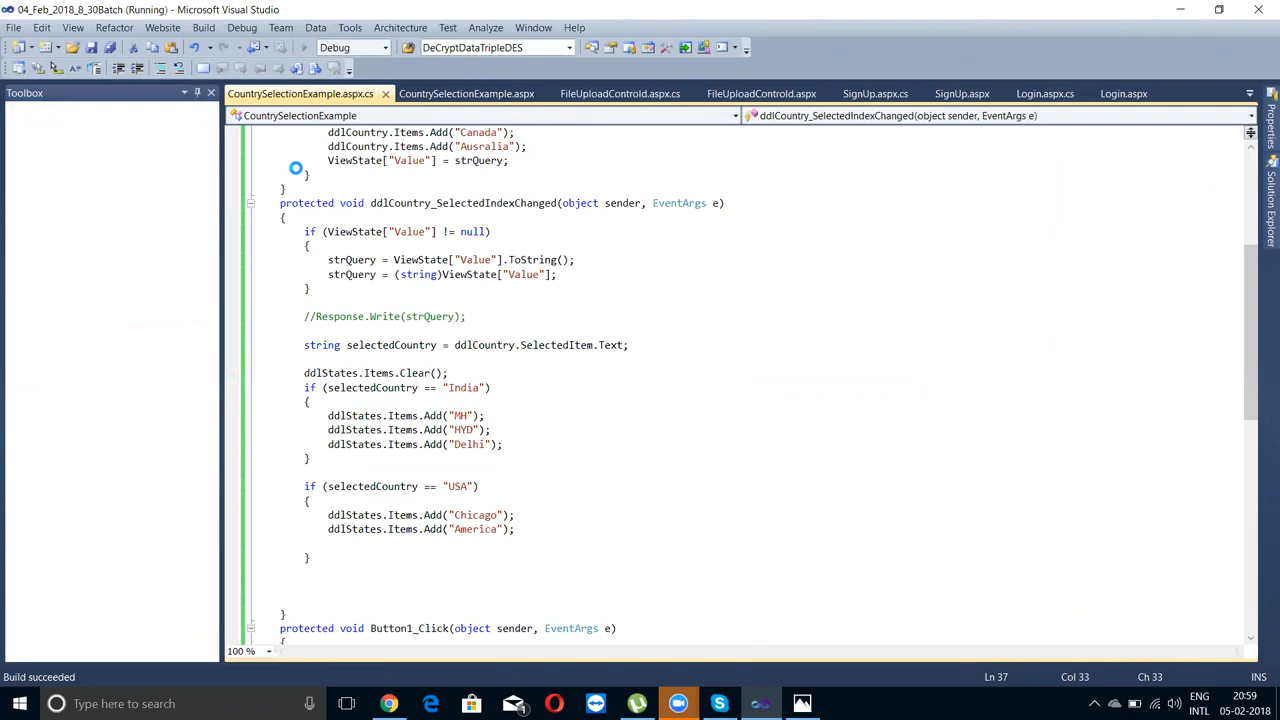 04_Feb_2018_8_30Batch (Running) - Microsoft Visual Studio
File Edit View Refactor Website Build Debug Team Data Tools Architecture Test Analyze Window Help
Debug DeCryptDataTripleDES
Toolbox
CountrySelectionExample.aspx.cs CountrySelectionExample.aspx FileUploadControld.aspx.cs FileUploadControld.aspx SignUp.aspx.cs SignUp.aspx Login.aspx.cs Login.aspx
CountrySelectionExample ddlCountry_SelectedIndexChanged(object sender, EventArgs e)
Properties
Solution Explorer
ddlCountry.Items.Add("Canada");
ddlCountry.Items.Add("Ausralia");
ViewState["Value"] = strQuery;
}
}
protected void ddlCountry_SelectedIndexChanged(object sender, EventArgs e)
{
if (ViewState["Value"] != null)
{
strQuery = ViewState["Value"].ToString();
strQuery = (string)ViewState["Value"];
}
//Response.Write(strQuery);
string selectedCountry = ddlCountry.SelectedItem.Text;
ddlStates.Items.Clear();
if (selectedCountry == "India")
{
ddlStates.Items.Add("MH");
ddlStates.Items.Add("HYD");
ddlStates.Items.Add("Delhi");
}
if (selectedCountry == "USA")
{
ddlStates.Items.Add("Chicago");
ddlStates.Items.Add("America");
}
}
protected void Button1_Click(object sender, EventArgs e)
{
100 %
Build succeeded Ln 37 Col 33 Ch 33 INS
Type here to search
1
ENG
INTL
20:59
05-02-2018